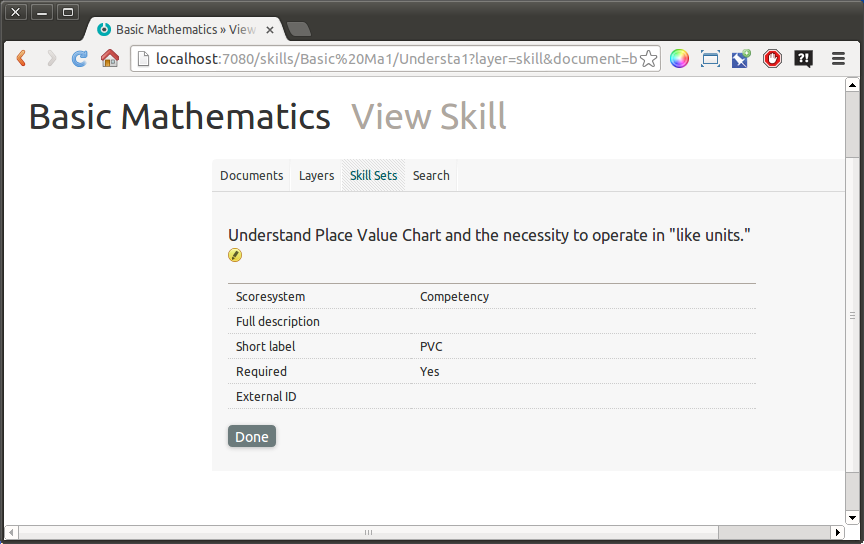 Basic Mathematics » View
localhost:7080/skills/Basic%20Ma1/Understa1?layer=skill&document=b
?!
Basic Mathematics View Skill
Documents Layers Skill Sets Search
Understand Place Value Chart and the necessity to operate in "like units."
Scoresystem Competency
Full description
Short label PVC
Required Yes
External ID
Done